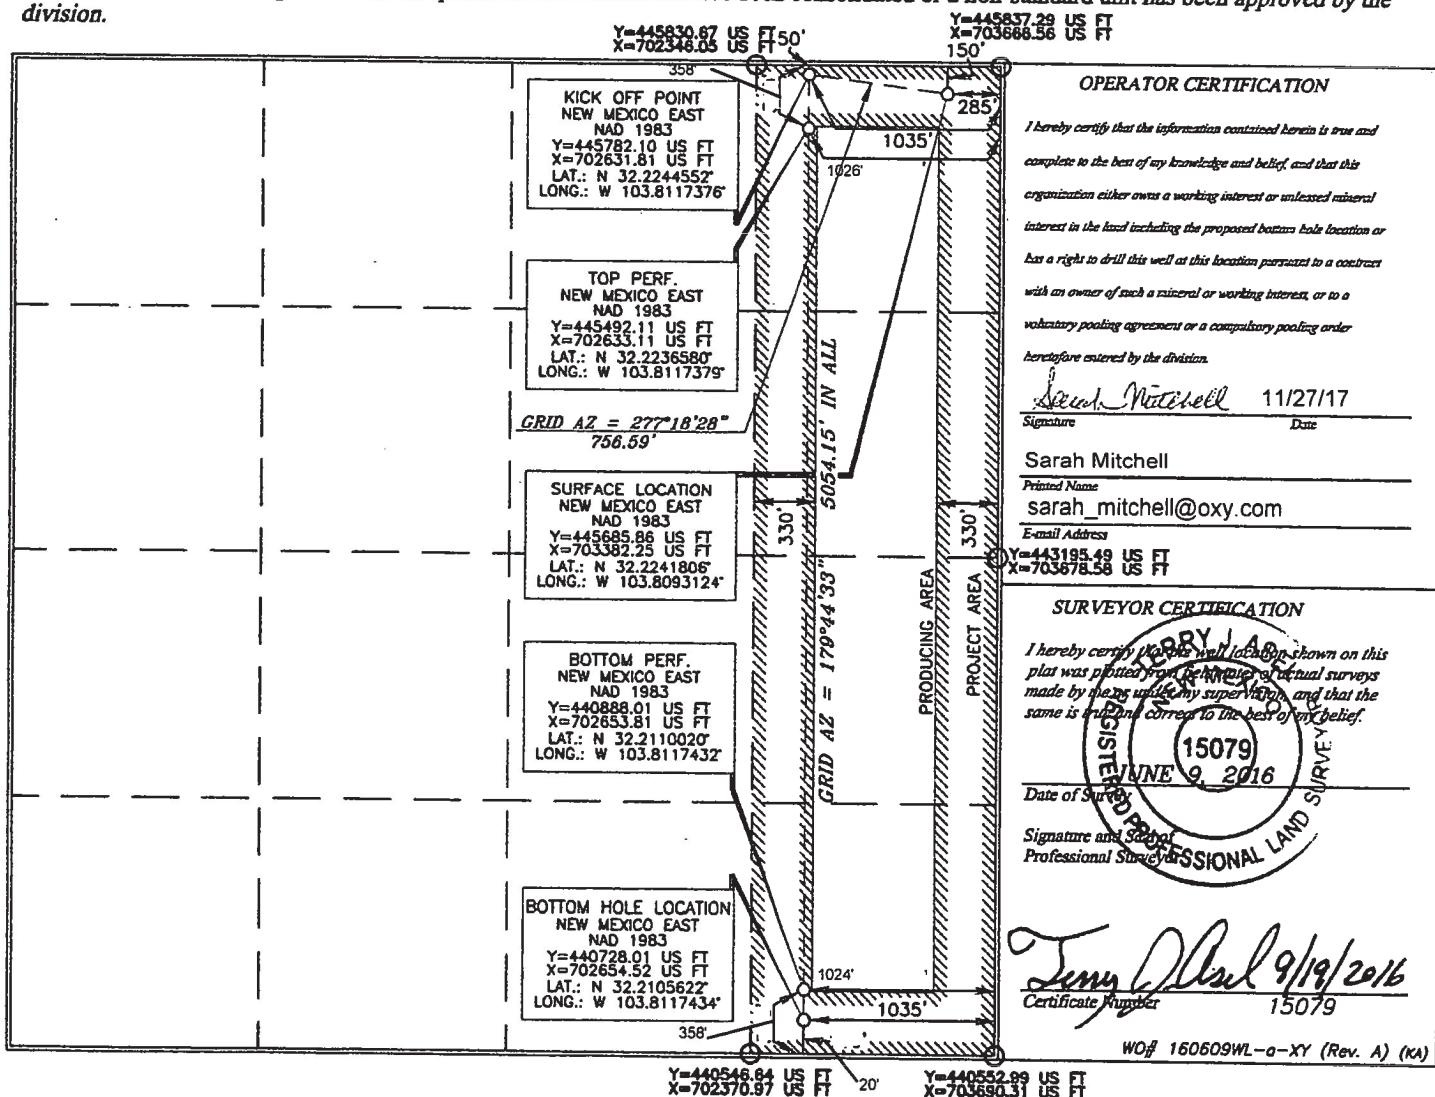 division.
Y=445830.87 US FT
X=702346.05 US FT
50'
Y=445837.29 US FT
X=703668.56 US FT
150'
358'
285'
1035'
1026'
KICK OFF POINT
NEW MEXICO EAST
NAD 1983
Y=445782.10 US FT
X=702631.81 US FT
LAT.: N 32.2244552°
LONG.: W 103.8117376°
TOP PERF.
NEW MEXICO EAST
NAD 1983
Y=445492.11 US FT
X=702633.11 US FT
LAT.: N 32.2236580°
LONG.: W 103.8117379°
GRID AZ = 277°18'28"
756.59'
SURFACE LOCATION
NEW MEXICO EAST
NAD 1983
Y=445685.86 US FT
X=703382.25 US FT
LAT.: N 32.2241806°
LONG.: W 103.8093124°
BOTTOM PERF.
NEW MEXICO EAST
NAD 1983
Y=440888.01 US FT
X=702653.81 US FT
LAT.: N 32.2110020°
LONG.: W 103.8117432°
BOTTOM HOLE LOCATION
NEW MEXICO EAST
NAD 1983
Y=440728.01 US FT
X=702654.52 US FT
LAT.: N 32.2105622°
LONG.: W 103.8117434°
330'
GRID AZ = 179°44'33"
5054.15' IN ALL
330'
PRODUCING AREA
PROJECT AREA
1024'
1035'
358'
20'
Y=440546.64 US FT
X=702370.97 US FT
Y=440552.99 US FT
X=703690.31 US FT
OPERATOR CERTIFICATION
I hereby certify that the information contained herein is true and
complete to the best of my knowledge and belief, and that this
organization either owns a working interest or unleased mineral
interest in the land including the proposed bottom hole location or
has a right to drill this well at this location pursuant to a contract
with an owner of such a mineral or working interest, or to a
voluntary pooling agreement or a compulsory pooling order
heretofore entered by the division.
Sarah Mitchell 11/27/17
Signature Date
Sarah Mitchell
Printed Name
sarah_mitchell@oxy.com
E-mail Address
Y=443195.49 US FT
X=703678.58 US FT
SURVEYOR CERTIFICATION
I hereby certify that this well location shown on this
plat was plotted from field notes of actual surveys
made by me or under my supervision, and that the
same is true and correct to the best of my belief.
TERRY J. ASEL
NEW MEXICO
15079
REGISTERED PROFESSIONAL LAND SURVEYOR
JUNE 9, 2016
Date of Survey
Signature and Seal of
Professional Surveyor
Terry J Asel 9/19/2016
Certificate Number 15079
WO# 160609WL-a-XY (Rev. A) (KA)